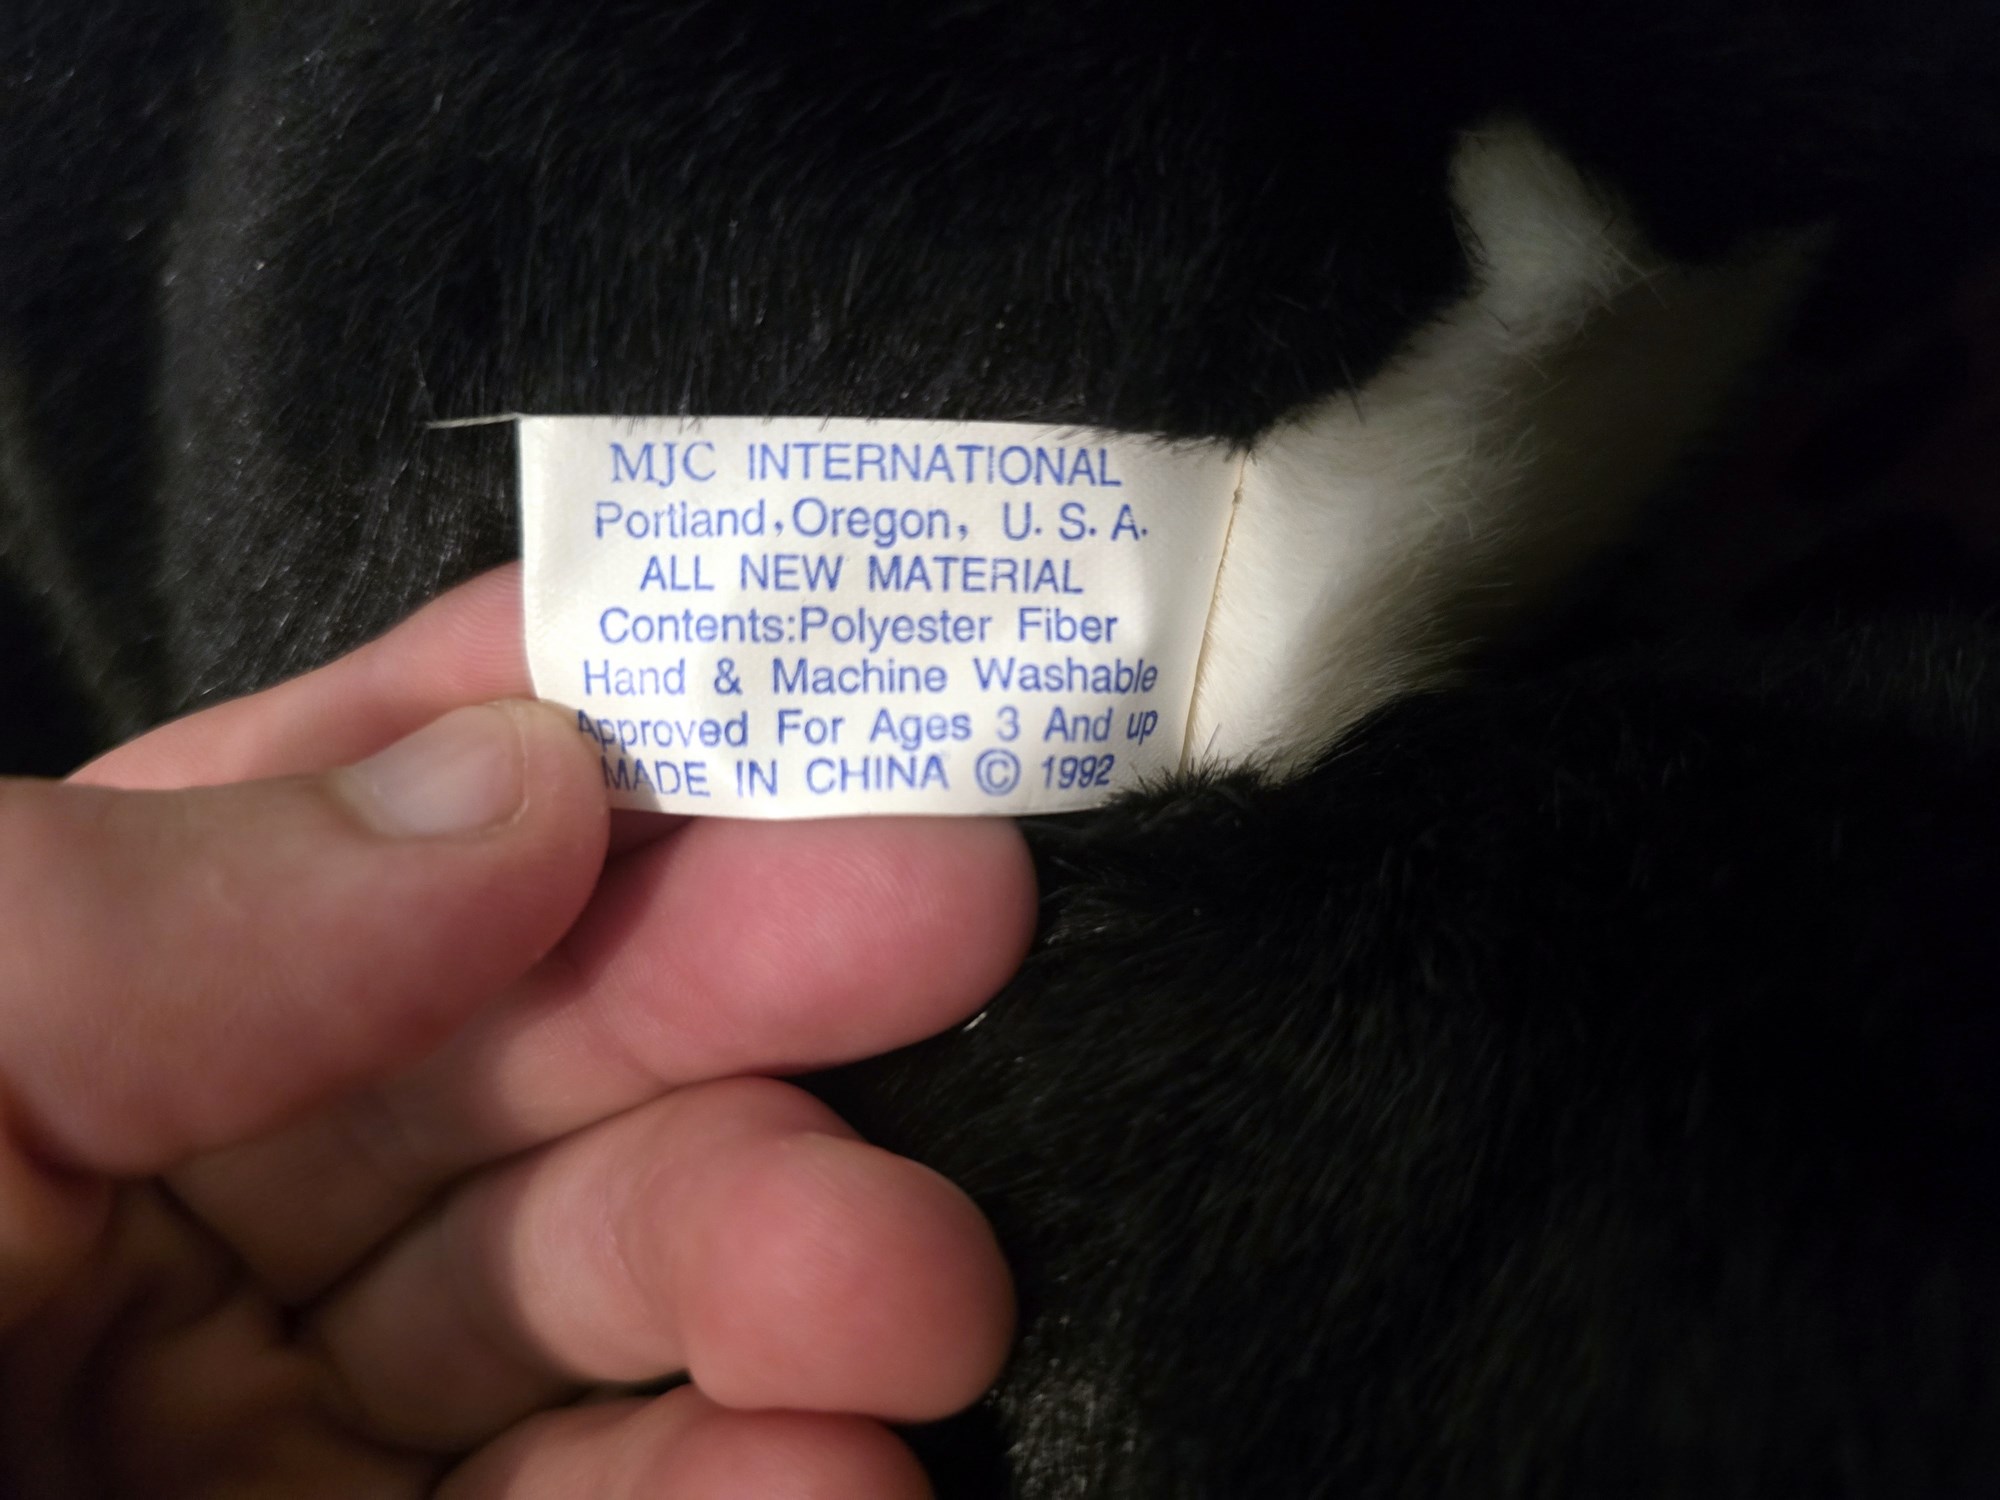 MJC INTERNATIONAL
Portland, Oregon, U. S. A.
ALL NEW MATERIAL
Contents:Polyester Fiber
Hand & Machine Washable
Approved For Ages 3 And up
MADE IN CHINA © 1992